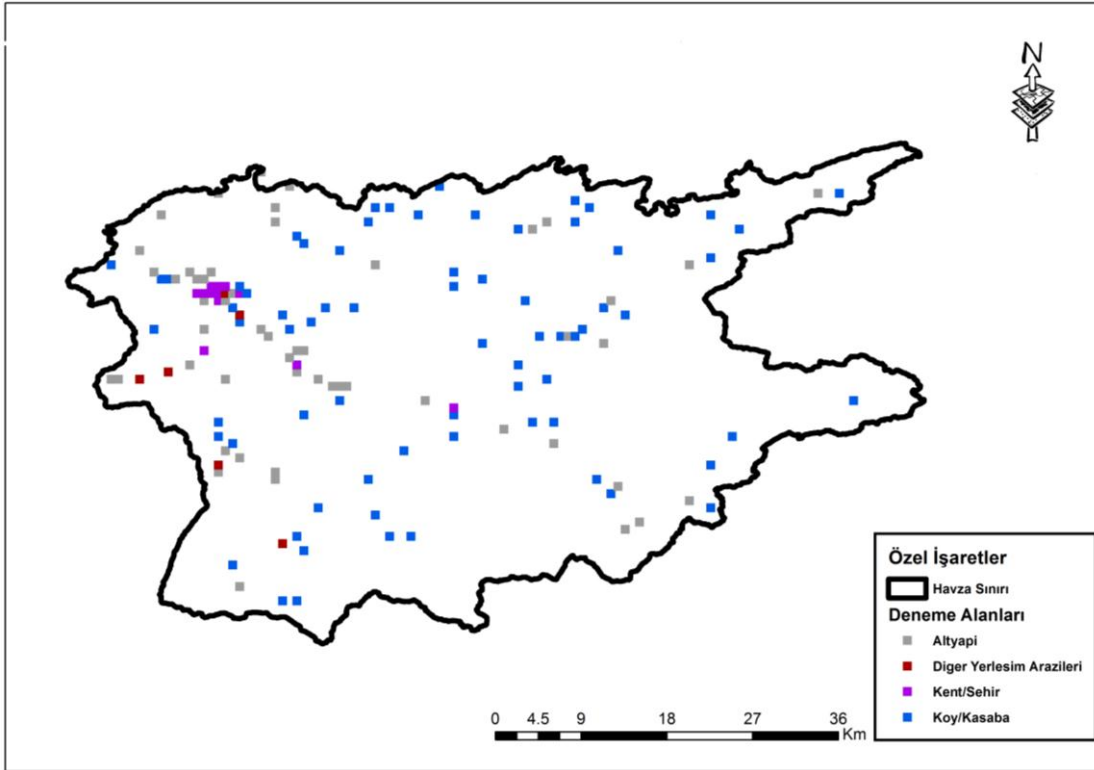 N
Özel İşaretler
Havza Sınırı
Deneme Alanları
Altyapi
Diger Yerlesim Arazileri
Kent/Sehir
Koy/Kasaba
0 4.5 9 18 27 36
Km